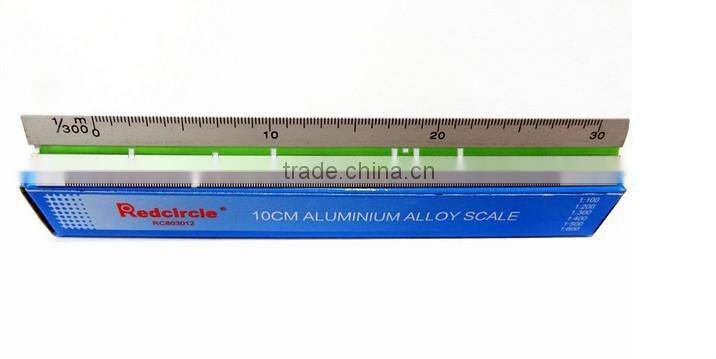 1/300 m 0 10 20 30
trade.china.cn
Redcircle®
RC803012
10CM ALUMINIUM ALLOY SCALE
1:100
1:200
1:300
1:400
1:500
1:600